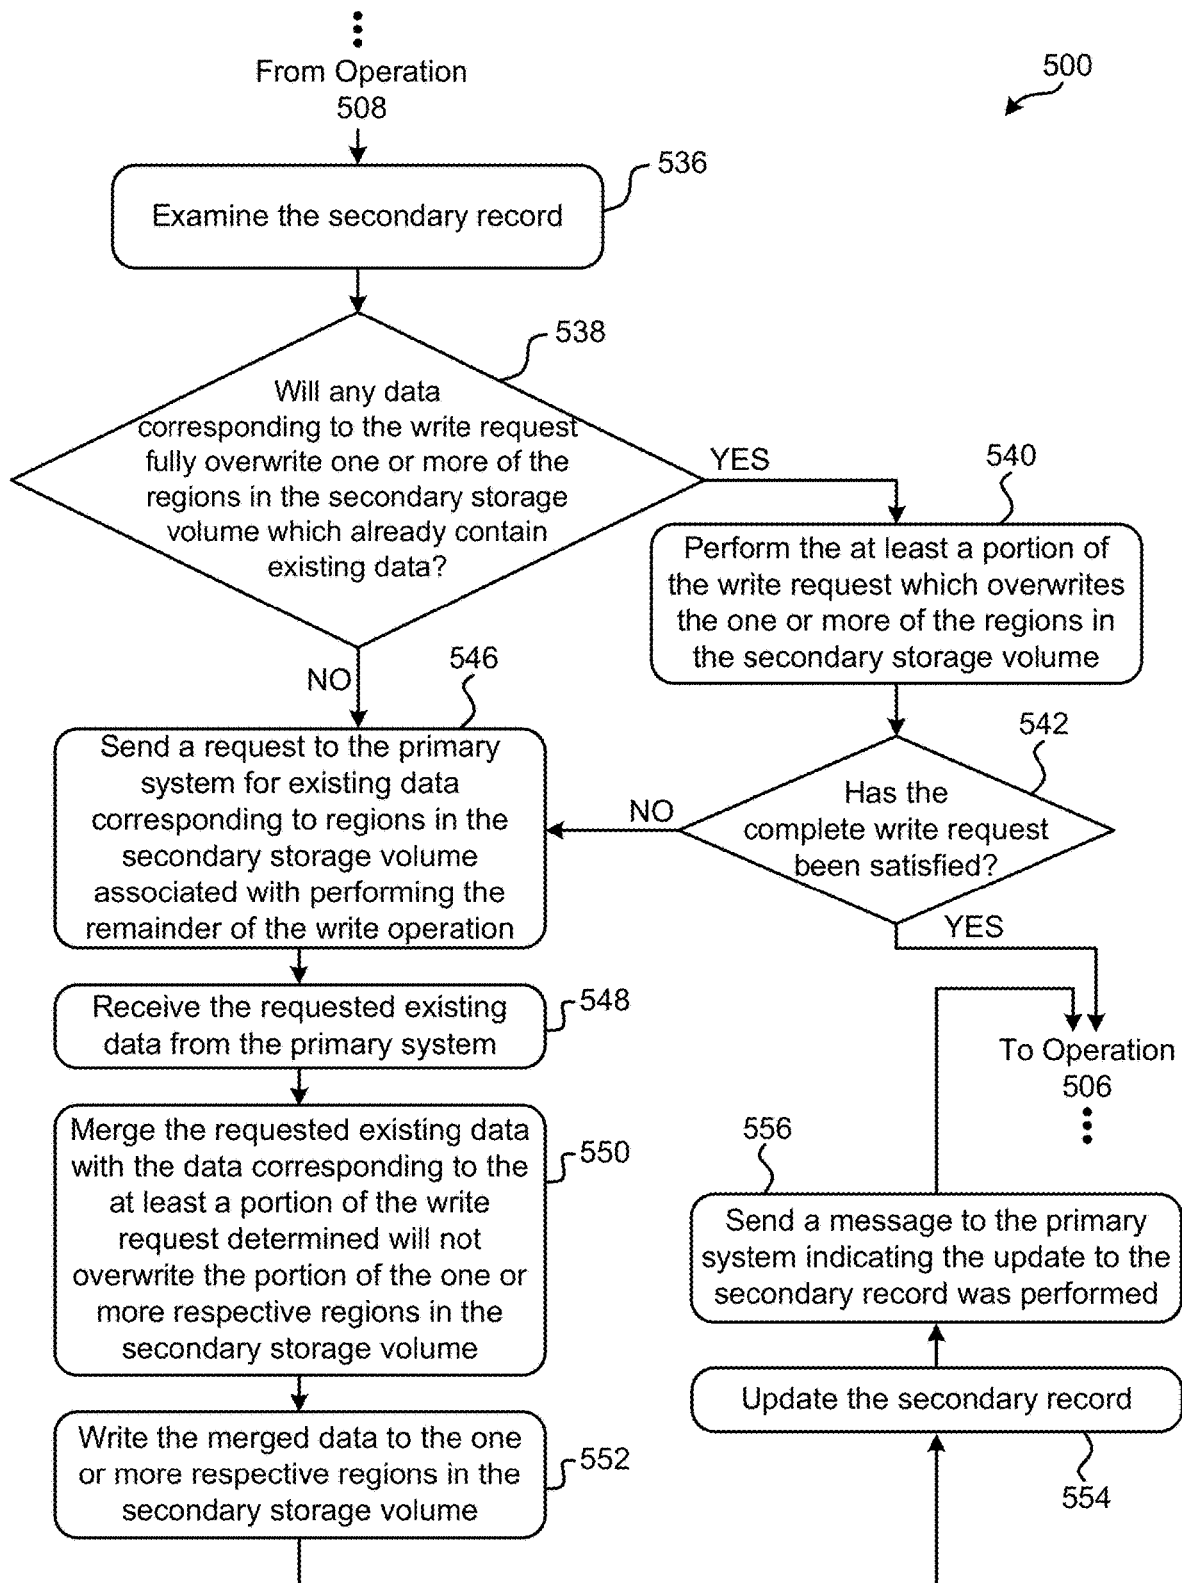 From Operation
508
500
536
Examine the secondary record
538
Will any data
corresponding to the write request
fully overwrite one or more of the
regions in the secondary storage
volume which already contain
existing data?
YES
540
Perform the at least a portion of
the write request which overwrites
the one or more of the regions in
the secondary storage volume
NO
546
Send a request to the primary
system for existing data
corresponding to regions in the
secondary storage volume
associated with performing the
remainder of the write operation
542
Has the
complete write request
been satisfied?
NO
YES
548
Receive the requested existing
data from the primary system
To Operation
506
550
Merge the requested existing data
with the data corresponding to the
at least a portion of the write
request determined will not
overwrite the portion of the one or
more respective regions in the
secondary storage volume
556
Send a message to the primary
system indicating the update to the
secondary record was performed
Update the secondary record
554
552
Write the merged data to the one
or more respective regions in the
secondary storage volume